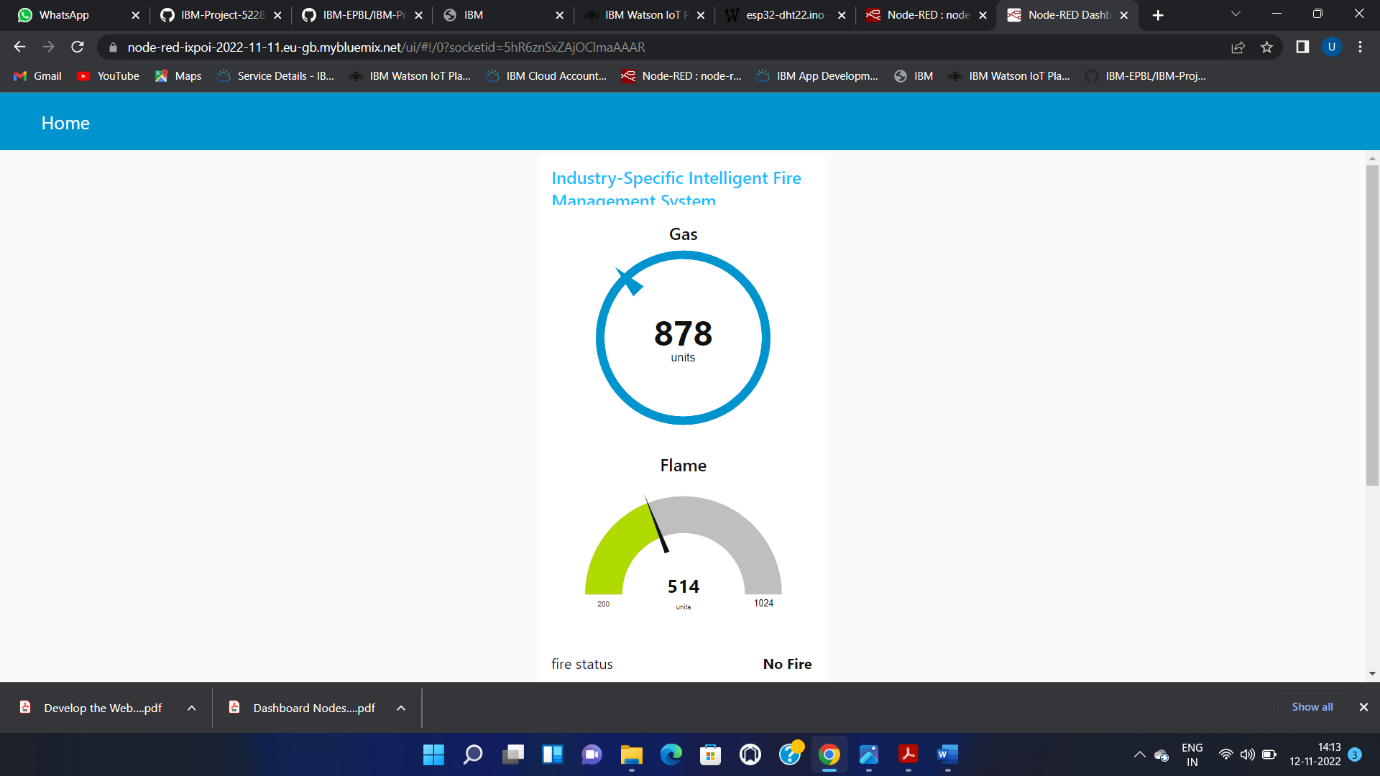 WhatsApp
IBM-Project-5228
IBM-EPBL/IBM-Pr
IBM
IBM Watson IoT P
esp32-dht22.ino -
Node-RED : node
Node-RED Dashb
node-red-ixpoi-2022-11-11.eu-gb.mybluemix.net/ui/#!/0?socketid=5hR6znSxZAjOClmaAAAR
U
Gmail
YouTube
Maps
Service Details - IB...
IBM Watson IoT Pla...
IBM Cloud Account...
Node-RED : node-r...
IBM App Developm...
IBM
IBM Watson IoT Pla...
IBM-EPBL/IBM-Proj...
Home
Industry-Specific Intelligent Fire
Management System
Gas
878
units
Flame
514
units
200
1024
fire status No Fire
Develop the Web....pdf
Dashboard Nodes....pdf
Show all
ENG
IN
14:13
12-11-2022
3